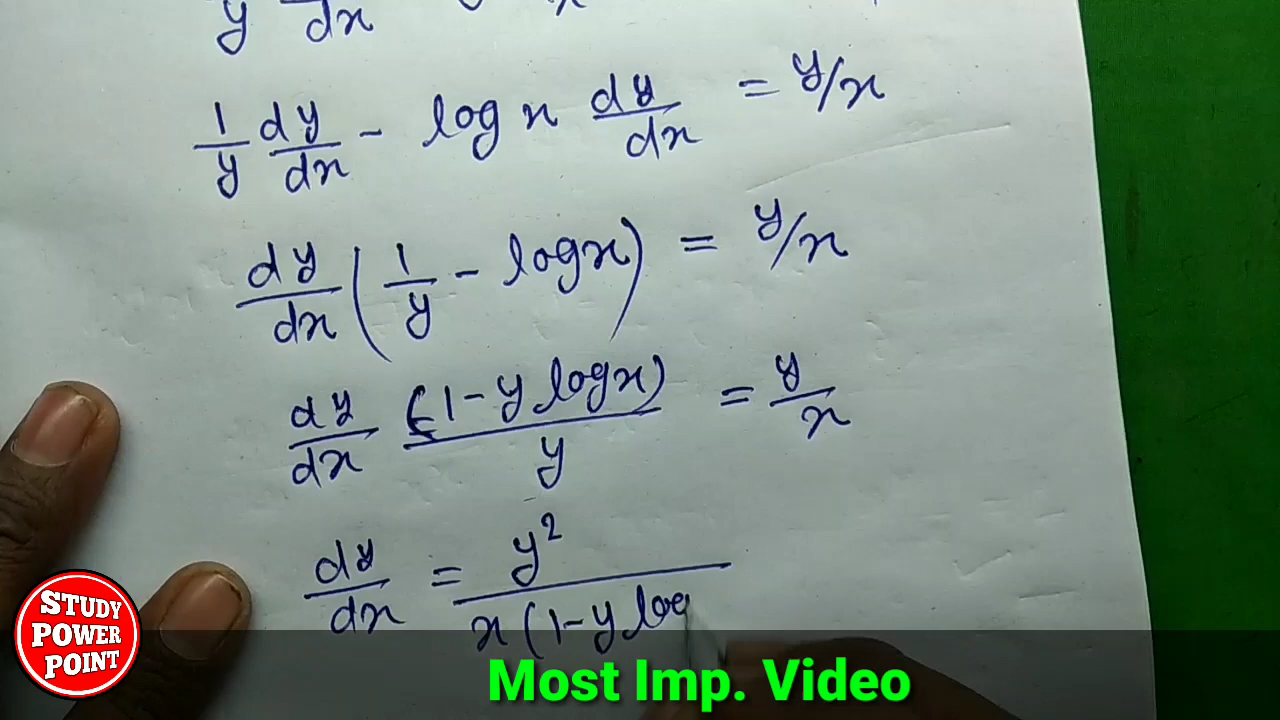 y dx x
1/y dy/dx - log x dy/dx = y/x
dy/dx (1/y - log x) = y/x
dy/dx (1 - y log x)/y = y/x
dy/dx = y²/x(1 - y log
STUDY
POWER
POINT
Most Imp. Video